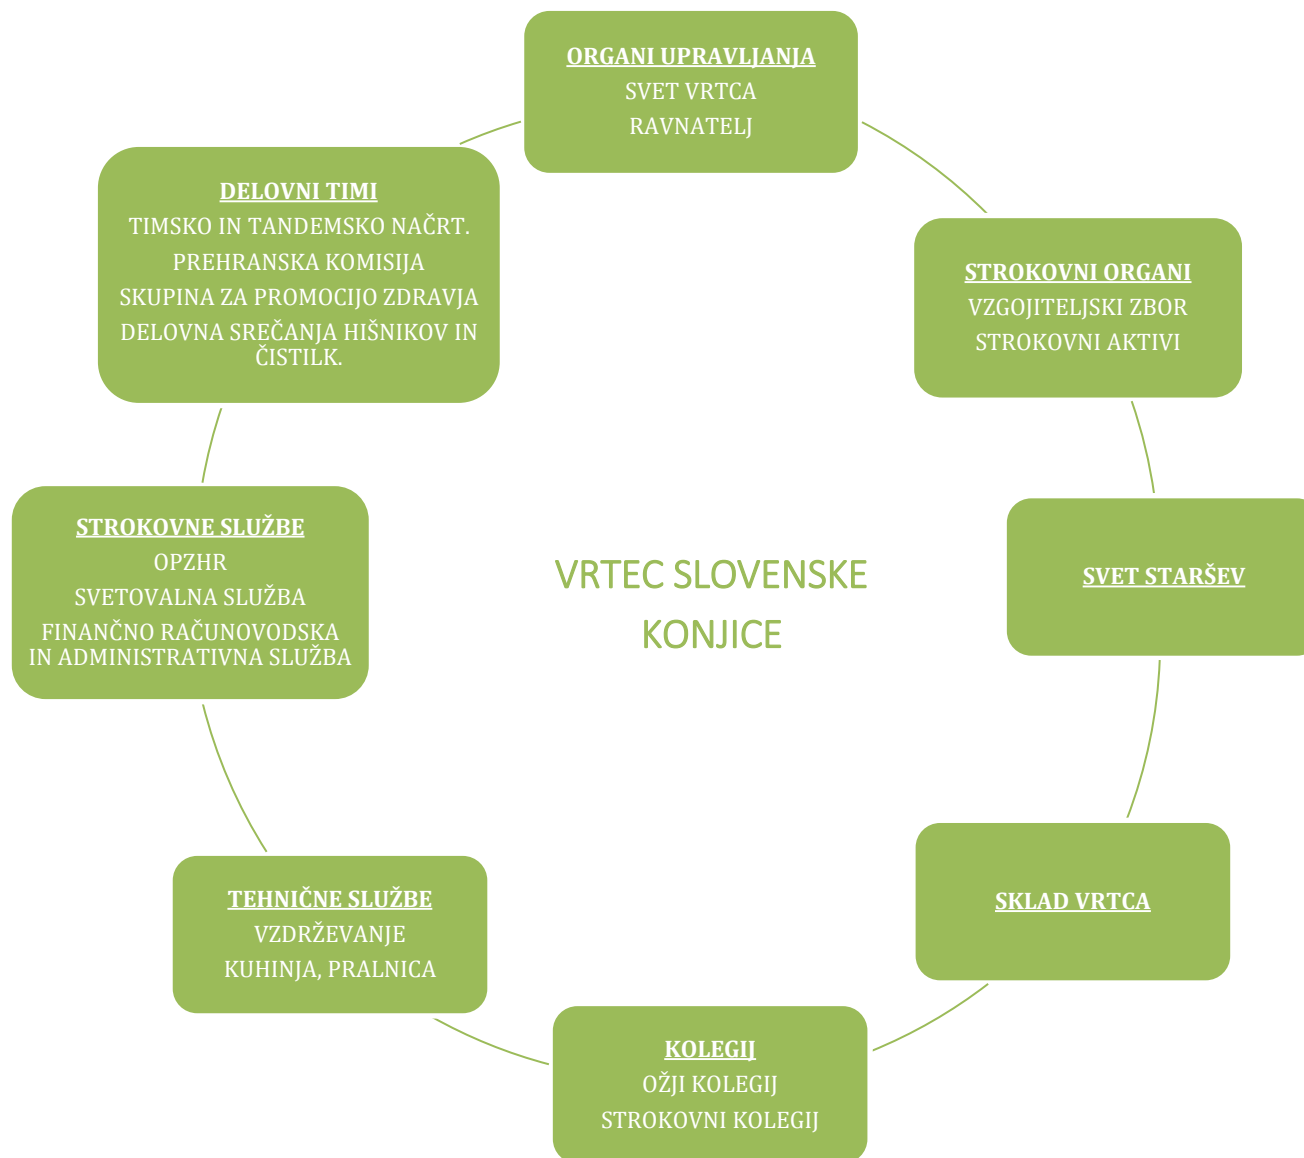 ORGANI UPRAVLJANJA
SVET VRTCA
RAVNATELJ
DELOVNI TIMI
TIMSKO IN TANDEMSKO NAČRT.
PREHRANSKA KOMISIJA
SKUPINA ZA PROMOCIJO ZDRAVJA
DELOVNA SREČANJA HIŠNIKOV IN
ČISTILK.
STROKOVNI ORGANI
VZGOJITELJSKI ZBOR
STROKOVNI AKTIVI
STROKOVNE SLUŽBE
OPZHR
SVETOVALNA SLUŽBA
FINANČNO RAČUNOVODSKA
IN ADMINISTRATIVNA SLUŽBA
VRTEC SLOVENSKE
KONJICE
SVET STARŠEV
TEHNIČNE SLUŽBE
VZDRŽEVANJE
KUHINJA, PRALNICA
SKLAD VRTCA
KOLEGIJ
OŽJI KOLEGIJ
STROKOVNI KOLEGIJ